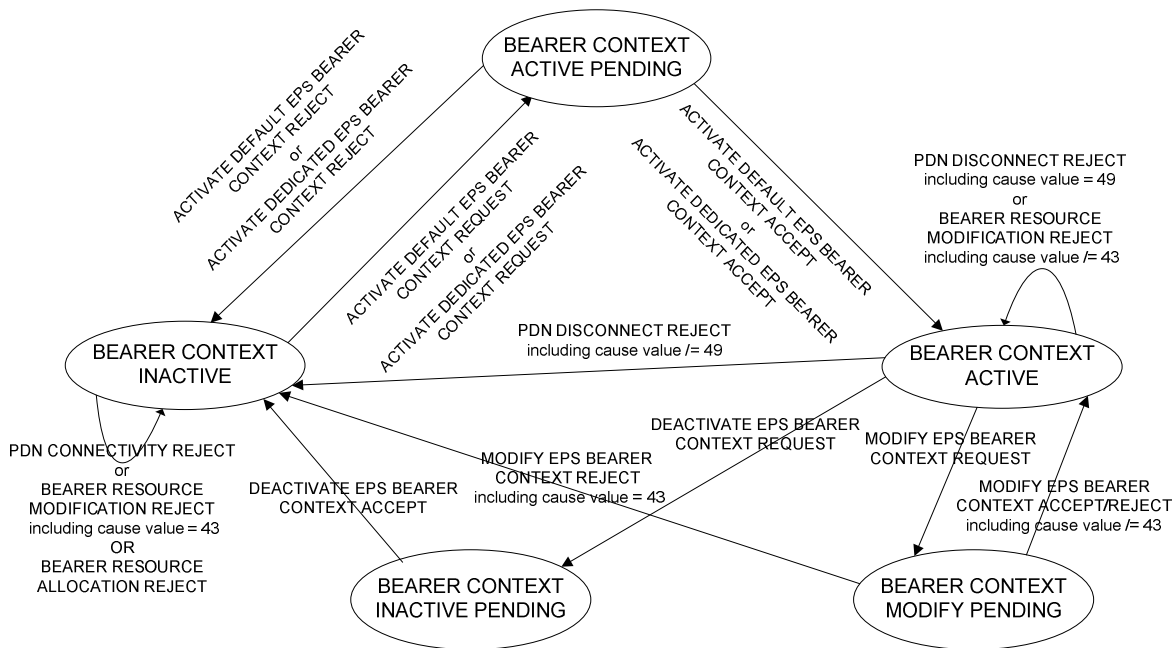 BEARER CONTEXT
ACTIVE PENDING
ACTIVATE DEFAULT EPS BEARER
CONTEXT REJECT
or
ACTIVATE DEDICATED EPS BEARER
CONTEXT REJECT
ACTIVATE DEFAULT EPS BEARER
CONTEXT REQUEST
or
ACTIVATE DEDICATED EPS BEARER
CONTEXT REQUEST
ACTIVATE DEFAULT EPS BEARER
CONTEXT ACCEPT
or
ACTIVATE DEDICATED EPS BEARER
CONTEXT ACCEPT
PDN DISCONNECT REJECT
including cause value = 49
or
BEARER RESOURCE
MODIFICATION REJECT
including cause value /= 43
BEARER CONTEXT
INACTIVE
PDN DISCONNECT REJECT
including cause value /= 49
BEARER CONTEXT
ACTIVE
PDN CONNECTIVITY REJECT
or
BEARER RESOURCE
MODIFICATION REJECT
including cause value = 43
OR
BEARER RESOURCE
ALLOCATION REJECT
DEACTIVATE EPS BEARER
CONTEXT ACCEPT
MODIFY EPS BEARER
CONTEXT REJECT
including cause value = 43
DEACTIVATE EPS BEARER
CONTEXT REQUEST
MODIFY EPS BEARER
CONTEXT REQUEST
MODIFY EPS BEARER
CONTEXT ACCEPT/REJECT
including cause value /= 43
BEARER CONTEXT
INACTIVE PENDING
BEARER CONTEXT
MODIFY PENDING